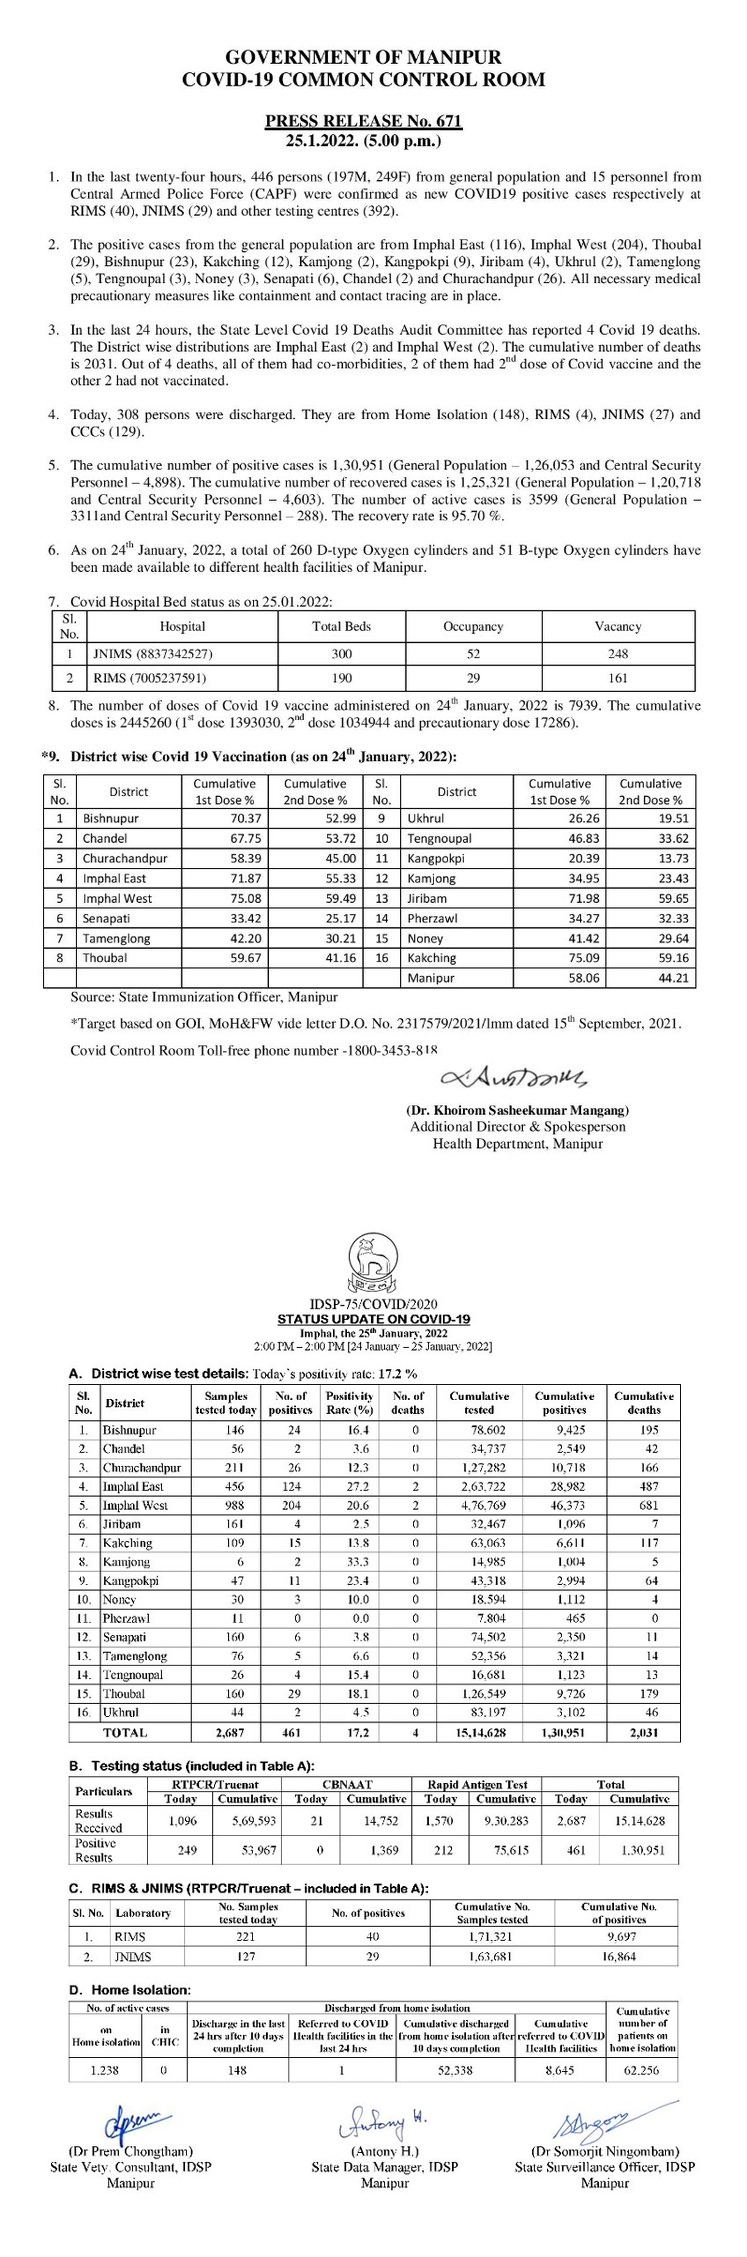 GOVERNMENT OF MANIPUR
COVID-19 COMMON CONTROL ROOM
PRESS RELEASE No. 671
25.1.2022. (5.00 p.m.)
1. In the last twenty-four hours, 446 persons (197M, 249F) from general population and 15 personnel from
Central Armed Police Force (CAPF) were confirmed as new COVID19 positive cases respectively at
RIMS (40), JNIMS (29) and other testing centres (392).
2. The positive cases from the general population are from Imphal East (116), Imphal West (204), Thoubal
(29), Bishnupur (23), Kakching (12), Kamjong (2), Kangpokpi (9), Jiribam (4), Ukhrul (2), Tamenglong
(5), Tengnoupal (3), Noney (3), Senapati (6), Chandel (2) and Churachandpur (26). All necessary medical
precautionary measures like containment and contact tracing are in place.
3. In the last 24 hours, the State Level Covid 19 Deaths Audit Committee has reported 4 Covid 19 deaths.
The District wise distributions are Imphal East (2) and Imphal West (2). The cumulative number of deaths
is 2031. Out of 4 deaths, all of them had co-morbidities, 2 of them had 2nd dose of Covid vaccine and the
other 2 had not vaccinated.
4. Today, 308 persons were discharged. They are from Home Isolation (148), RIMS (4), JNIMS (27) and
CCCs (129).
5. The cumulative number of positive cases is 1,30,951 (General Population – 1,26,053 and Central Security
Personnel – 4,898). The cumulative number of recovered cases is 1,25,321 (General Population – 1,20,718
and Central Security Personnel – 4,603). The number of active cases is 3599 (General Population –
3311and Central Security Personnel – 288). The recovery rate is 95.70 %.
6. As on 24th January, 2022, a total of 260 D-type Oxygen cylinders and 51 B-type Oxygen cylinders have
been made available to different health facilities of Manipur.
7. Covid Hospital Bed status as on 25.01.2022:
Sl. No. Hospital Total Beds Occupancy Vacancy
1 JNIMS (8837342527) 300 52 248
2 RIMS (7005237591) 190 29 161
8. The number of doses of Covid 19 vaccine administered on 24th January, 2022 is 7939. The cumulative
doses is 2445260 (1st dose 1393030, 2nd dose 1034944 and precautionary dose 17286).
*9. District wise Covid 19 Vaccination (as on 24th January, 2022):
Sl. No. District Cumulative 1st Dose % Cumulative 2nd Dose % Sl. No. District Cumulative 1st Dose % Cumulative 2nd Dose %
1 Bishnupur 70.37 52.99 9 Ukhrul 26.26 19.51
2 Chandel 67.75 53.72 10 Tengnoupal 46.83 33.62
3 Churachandpur 58.39 45.00 11 Kangpokpi 20.39 13.73
4 Imphal East 71.87 55.33 12 Kamjong 34.95 23.43
5 Imphal West 75.08 59.49 13 Jiribam 71.98 59.65
6 Senapati 33.42 25.17 14 Pherzawl 34.27 32.33
7 Tamenglong 42.20 30.21 15 Noney 41.42 29.64
8 Thoubal 59.67 41.16 16 Kakching 75.09 59.16
Manipur 58.06 44.21
Source: State Immunization Officer, Manipur
*Target based on GOI, MoH&FW vide letter D.O. No. 2317579/2021/Imm dated 15th September, 2021.
Covid Control Room Toll-free phone number -1800-3453-818
(Dr. Khoirom Sasheekumar Mangang)
Additional Director & Spokesperson
Health Department, Manipur
IDSP-75/COVID/2020
STATUS UPDATE ON COVID-19
Imphal, the 25th January, 2022
2:00 PM – 2:00 PM [24 January – 25 January, 2022]
A. District wise test details: Today's positivity rate: 17.2 %
Sl. No. District Samples tested today No. of positives Positivity Rate (%) No. of deaths Cumulative tested Cumulative positives Cumulative deaths
1. Bishnupur 146 24 16.4 0 78,602 9,425 195
2. Chandel 56 2 3.6 0 34,737 2,549 42
3. Churachandpur 211 26 12.3 0 1,27,282 10,718 166
4. Imphal East 456 124 27.2 2 2,63,722 28,982 487
5. Imphal West 988 204 20.6 2 4,76,769 46,373 681
6. Jiribam 161 4 2.5 0 32,467 1,096 7
7. Kakching 109 15 13.8 0 63,063 6,611 117
8. Kamjong 6 2 33.3 0 14,985 1,004 5
9. Kangpokpi 47 11 23.4 0 43,318 2,994 64
10. Noney 30 3 10.0 0 18,594 1,112 4
11. Pherzawl 11 0 0.0 0 7,804 465 0
12. Senapati 160 6 3.8 0 74,502 2,350 11
13. Tamenglong 76 5 6.6 0 52,356 3,321 14
14. Tengnoupal 26 4 15.4 0 16,681 1,123 13
15. Thoubal 160 29 18.1 0 1,26,549 9,726 179
16. Ukhrul 44 2 4.5 0 83,197 3,102 46
TOTAL 2,687 461 17.2 4 15,14,628 1,30,951 2,031
B. Testing status (included in Table A):
Particulars RTPCR/Truenat CBNAAT Rapid Antigen Test Total
Today Cumulative Today Cumulative Today Cumulative Today Cumulative
Results Received 1,096 5,69,593 21 14,752 1,570 9,30,283 2,687 15,14,628
Positive Results 249 53,967 0 1,369 212 75,615 461 1,30,951
C. RIMS & JNIMS (RTPCR/Truenat – included in Table A):
Sl. No. Laboratory No. Samples tested today No. of positives Cumulative No. Samples tested Cumulative No. of positives
1. RIMS 221 40 1,71,321 9,697
2. JNIMS 127 29 1,63,681 16,864
D. Home Isolation:
No. of active cases Discharged from home isolation Cumulative number of patients on home isolation
on Home isolation in CHIC Discharge in the last 24 hrs after 10 days completion Referred to COVID Health facilities in the last 24 hrs Cumulative discharged from home isolation after 10 days completion Cumulative referred to COVID Health facilities
1,238 0 148 1 52,338 8,645 62,256
Antony H.
(Dr Prem Chongtham) (Antony H.) (Dr Somorjit Ningombam)
State Vety. Consultant, IDSP State Data Manager, IDSP State Surveillance Officer, IDSP
Manipur Manipur Manipur